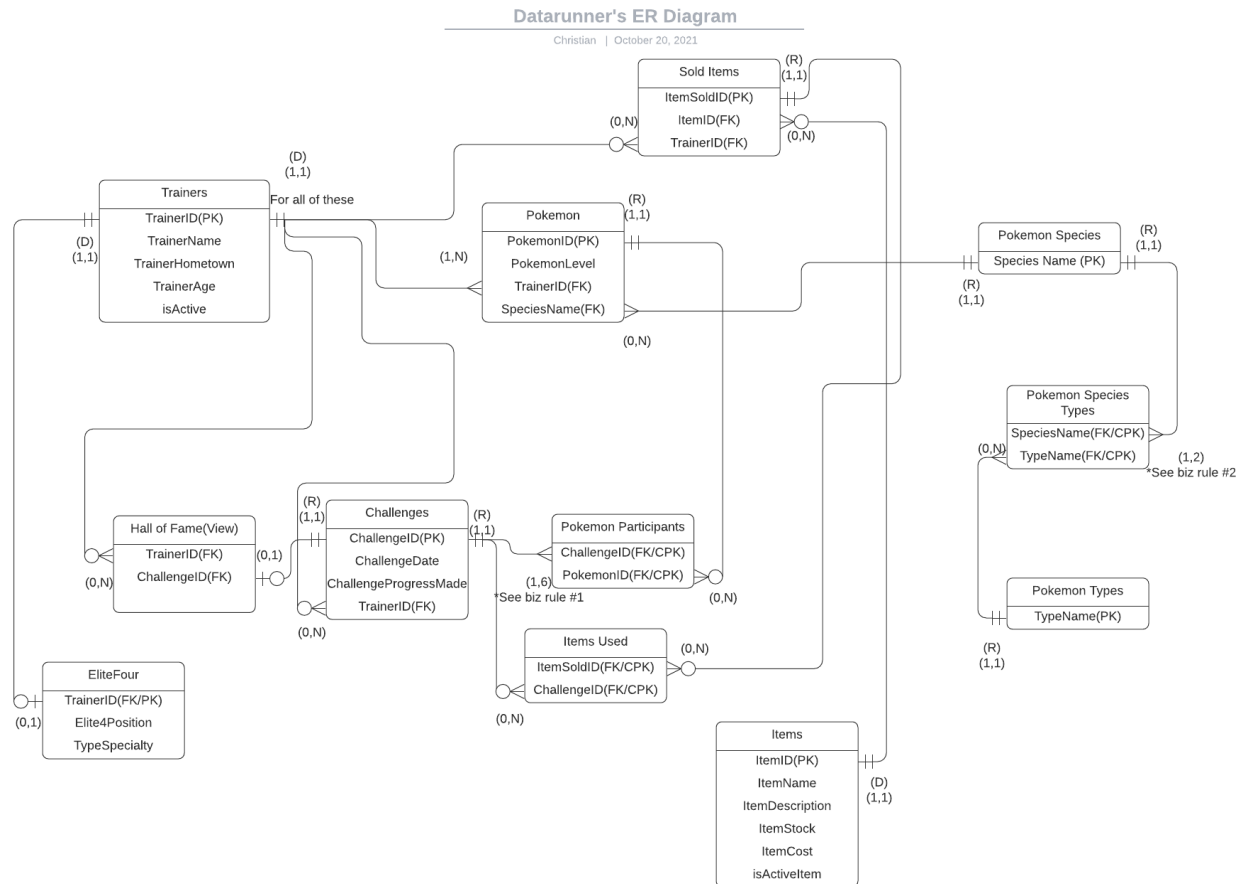 Datarunner's ER Diagram
Christian | October 20, 2021
Sold Items
ItemSoldID(PK)
ItemID(FK)
TrainerID(FK)
(R)
(1,1)
(0,N)
(0,N)
(D)
(1,1)
For all of these
Trainers
TrainerID(PK)
TrainerName
TrainerHometown
TrainerAge
isActive
(D)
(1,1)
Pokemon
PokemonID(PK)
PokemonLevel
TrainerID(FK)
SpeciesName(FK)
(R)
(1,1)
(1,N)
(0,N)
Pokemon Species
Species Name (PK)
(R)
(1,1)
(R)
(1,1)
Pokemon Species
Types
SpeciesName(FK/CPK)
TypeName(FK/CPK)
(0,N)
(1,2)
*See biz rule #2
Hall of Fame(View)
TrainerID(FK)
ChallengeID(FK)
(0,N)
(0,1)
(R)
(1,1)
Challenges
ChallengeID(PK)
ChallengeDate
ChallengeProgressMade
TrainerID(FK)
(0,N)
(R)
(1,1)
Pokemon Participants
ChallengeID(FK/CPK)
PokemonID(FK/CPK)
(1,6)
*See biz rule #1
(0,N)
Pokemon Types
TypeName(PK)
(R)
(1,1)
Items Used
ItemSoldID(FK/CPK)
ChallengeID(FK/CPK)
(0,N)
(0,N)
EliteFour
TrainerID(FK/PK)
Elite4Position
TypeSpecialty
(0,1)
Items
ItemID(PK)
ItemName
ItemDescription
ItemStock
ItemCost
isActiveItem
(D)
(1,1)